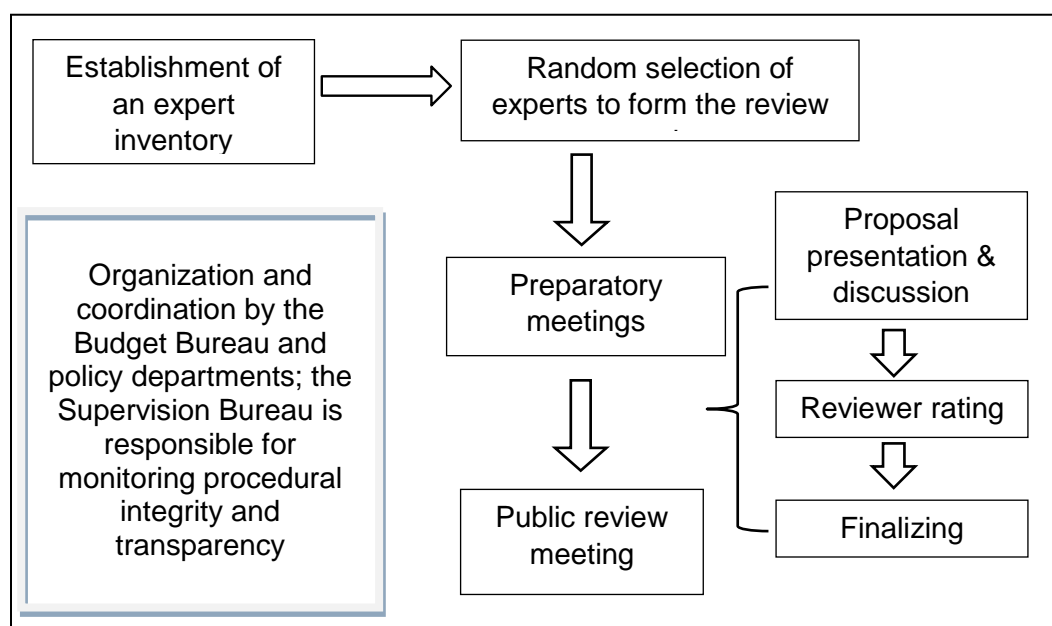 Establishment of
an expert
inventory
Random selection of
experts to form the review
Organization and
coordination by the
Budget Bureau and
policy departments; the
Supervision Bureau is
responsible for
monitoring procedural
integrity and
transparency
Preparatory
meetings
Public review
meeting
Proposal
presentation &
discussion
Reviewer rating
Finalizing